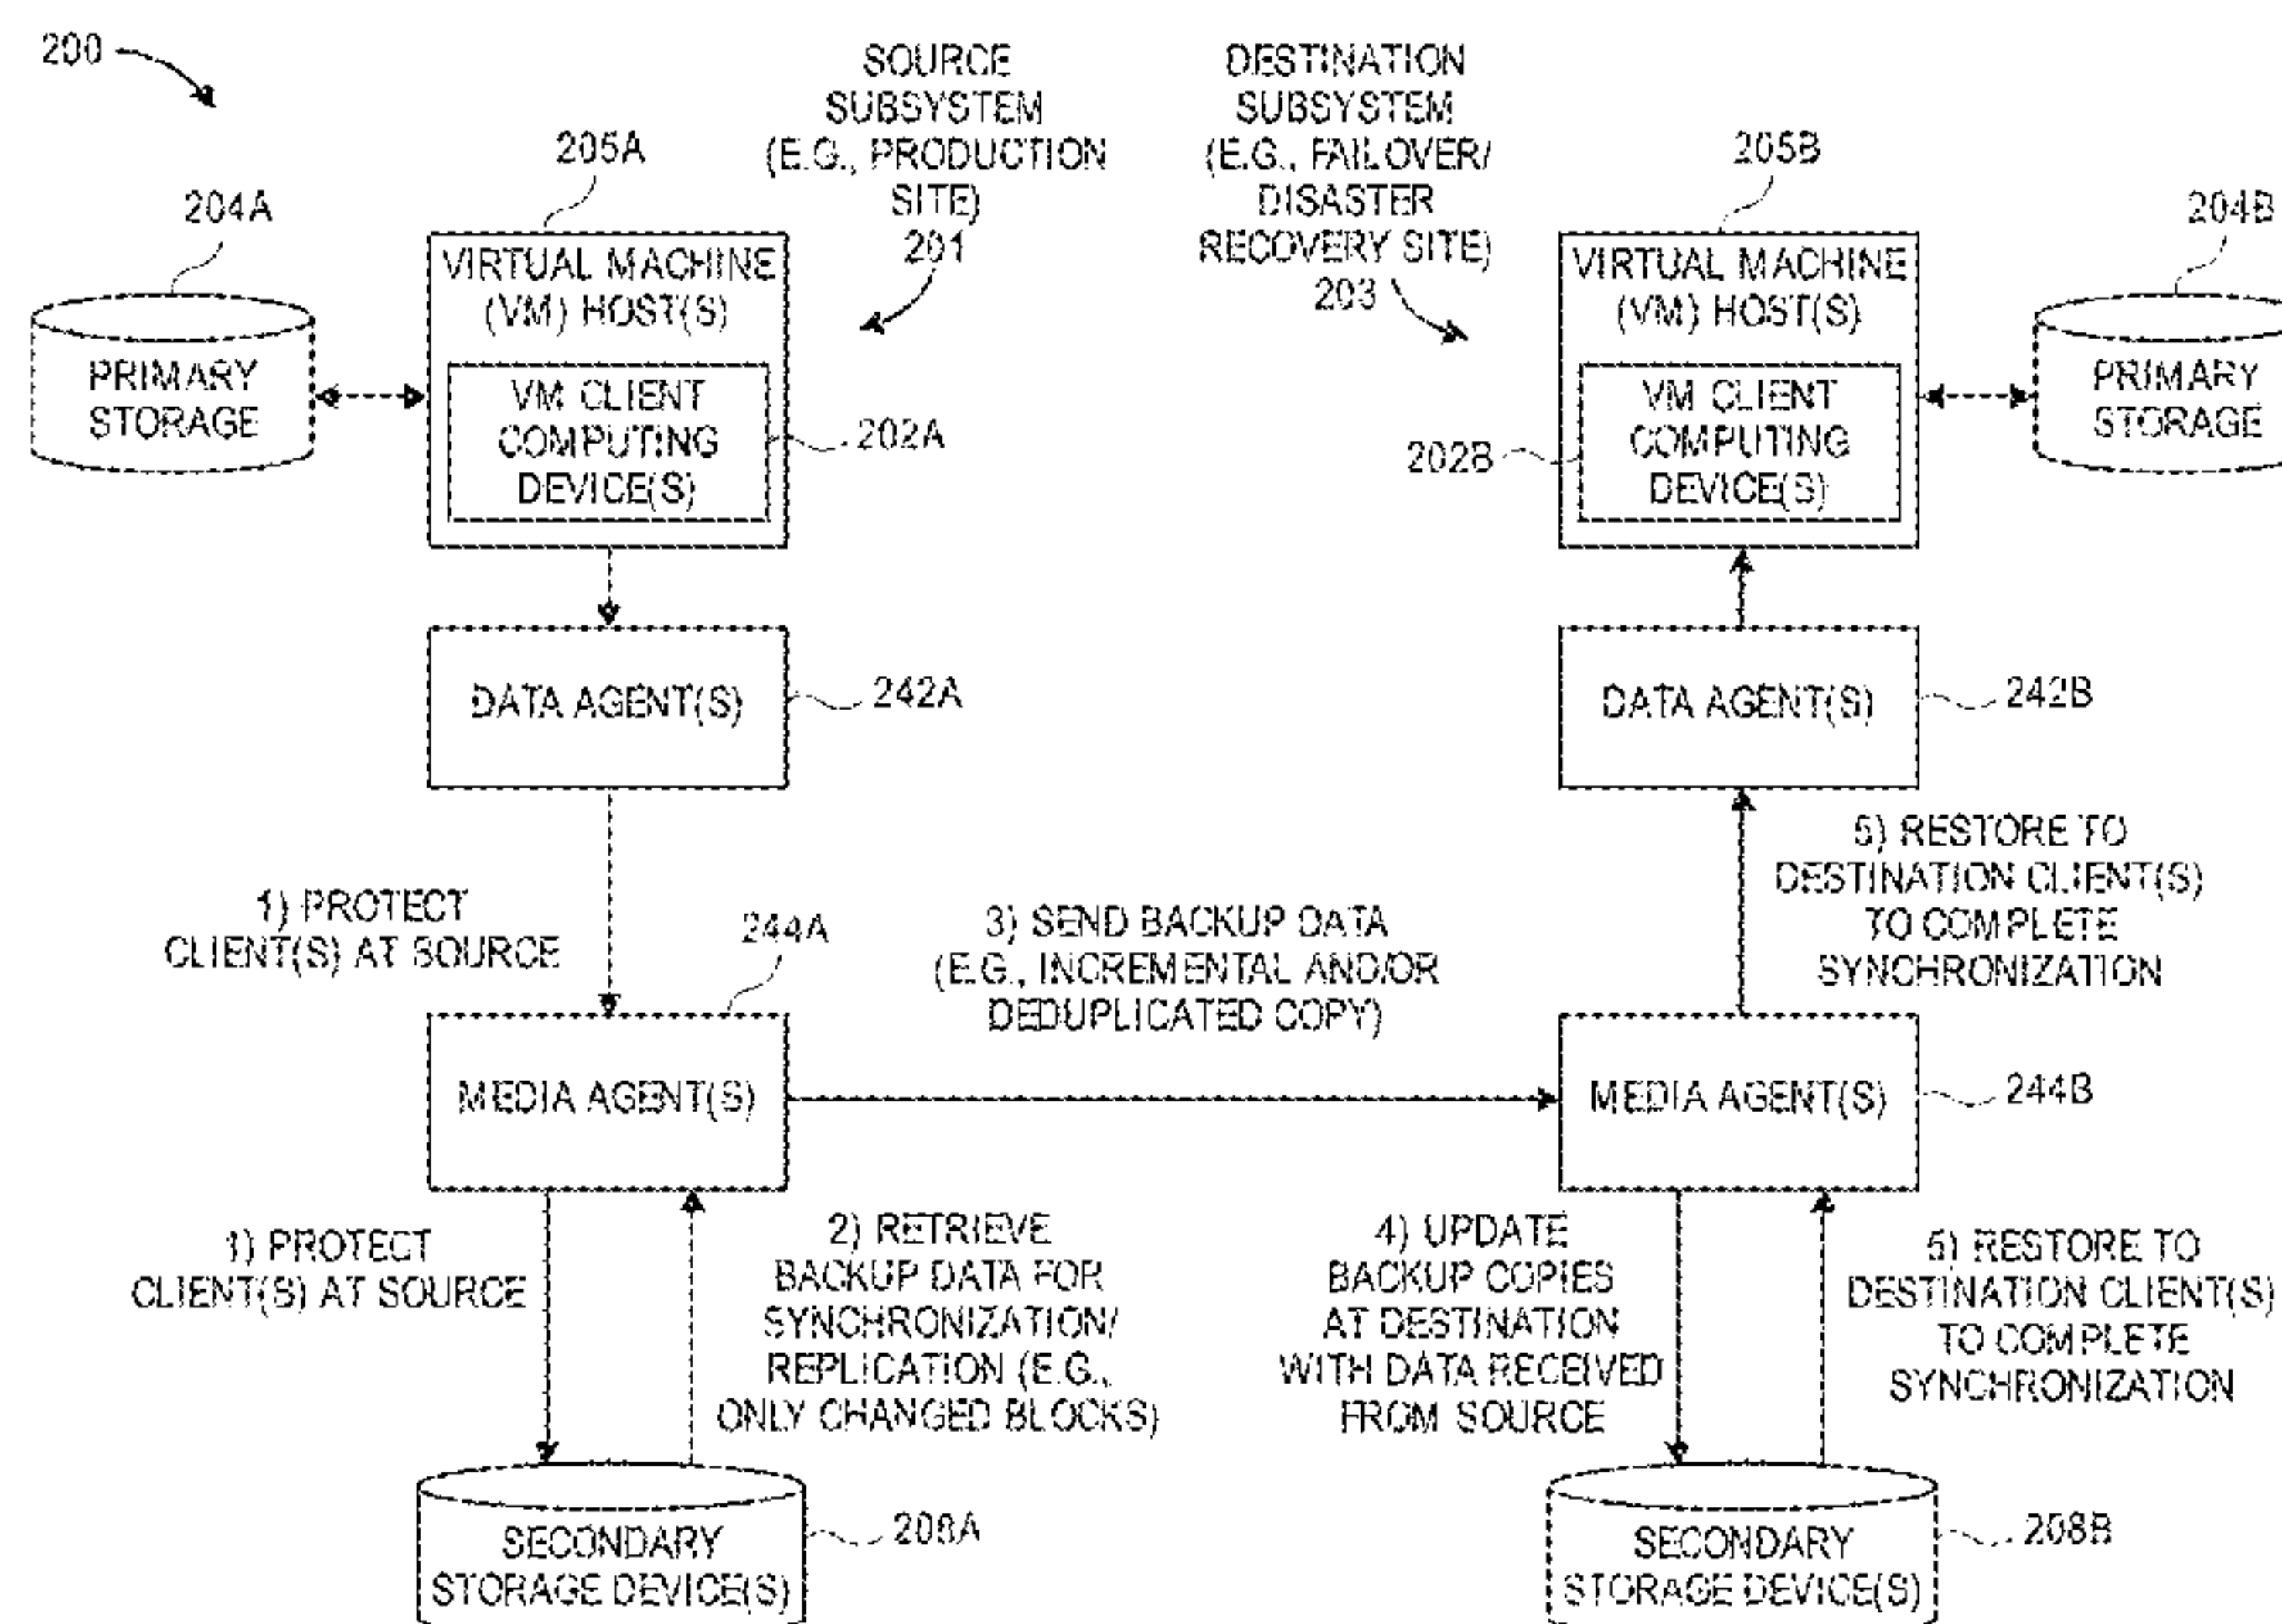 200
SOURCE
SUBSYSTEM
(E.G., PRODUCTION
SITE)
201
DESTINATION
SUBSYSTEM
(E.G., FAILOVER/
DISASTER
RECOVERY SITE)
203
204A
PRIMARY
STORAGE
205A
VIRTUAL MACHINE
(VM) HOST(S)
VM CLIENT
COMPUTING
DEVICE(S)
202A
205B
VIRTUAL MACHINE
(VM) HOST(S)
VM CLIENT
COMPUTING
DEVICE(S)
202B
204B
PRIMARY
STORAGE
DATA AGENT(S)
242A
DATA AGENT(S)
242B
1) PROTECT
CLIENT(S) AT SOURCE
244A
3) SEND BACKUP DATA
(E.G., INCREMENTAL AND/OR
DEDUPLICATED COPY)
5) RESTORE TO
DESTINATION CLIENT(S)
TO COMPLETE
SYNCHRONIZATION
MEDIA AGENT(S)
MEDIA AGENT(S)
244B
1) PROTECT
CLIENT(S) AT SOURCE
2) RETRIEVE
BACKUP DATA FOR
SYNCHRONIZATION/
REPLICATION (E.G.,
ONLY CHANGED BLOCKS)
4) UPDATE
BACKUP COPIES
AT DESTINATION
WITH DATA RECEIVED
FROM SOURCE
5) RESTORE TO
DESTINATION CLIENT(S)
TO COMPLETE
SYNCHRONIZATION
SECONDARY
STORAGE DEVICE(S)
208A
SECONDARY
STORAGE DEVICE(S)
208B